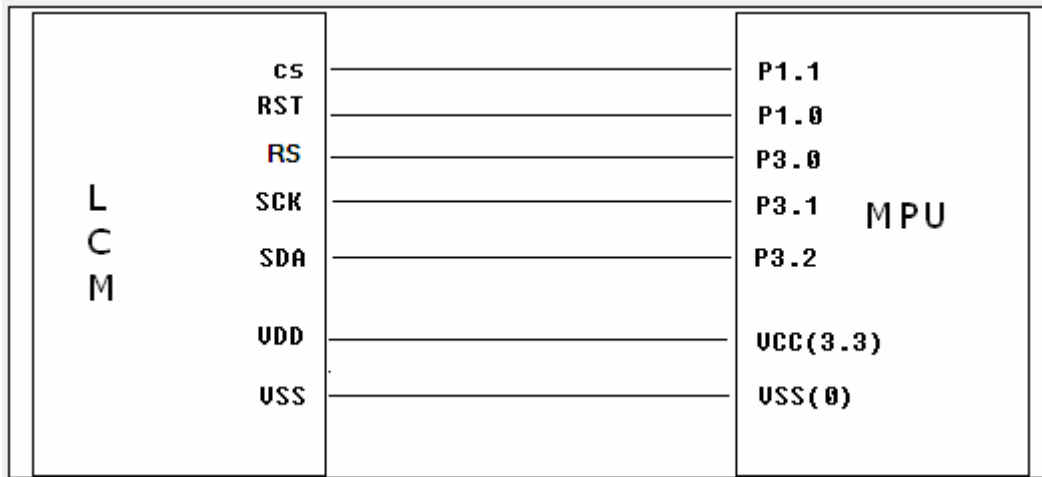 cs P1.1
RST P1.0
RS P3.0
SCK P3.1
SDA P3.2
VDD VCC(3.3)
VSS VSS(0)
L
C
M
MPU